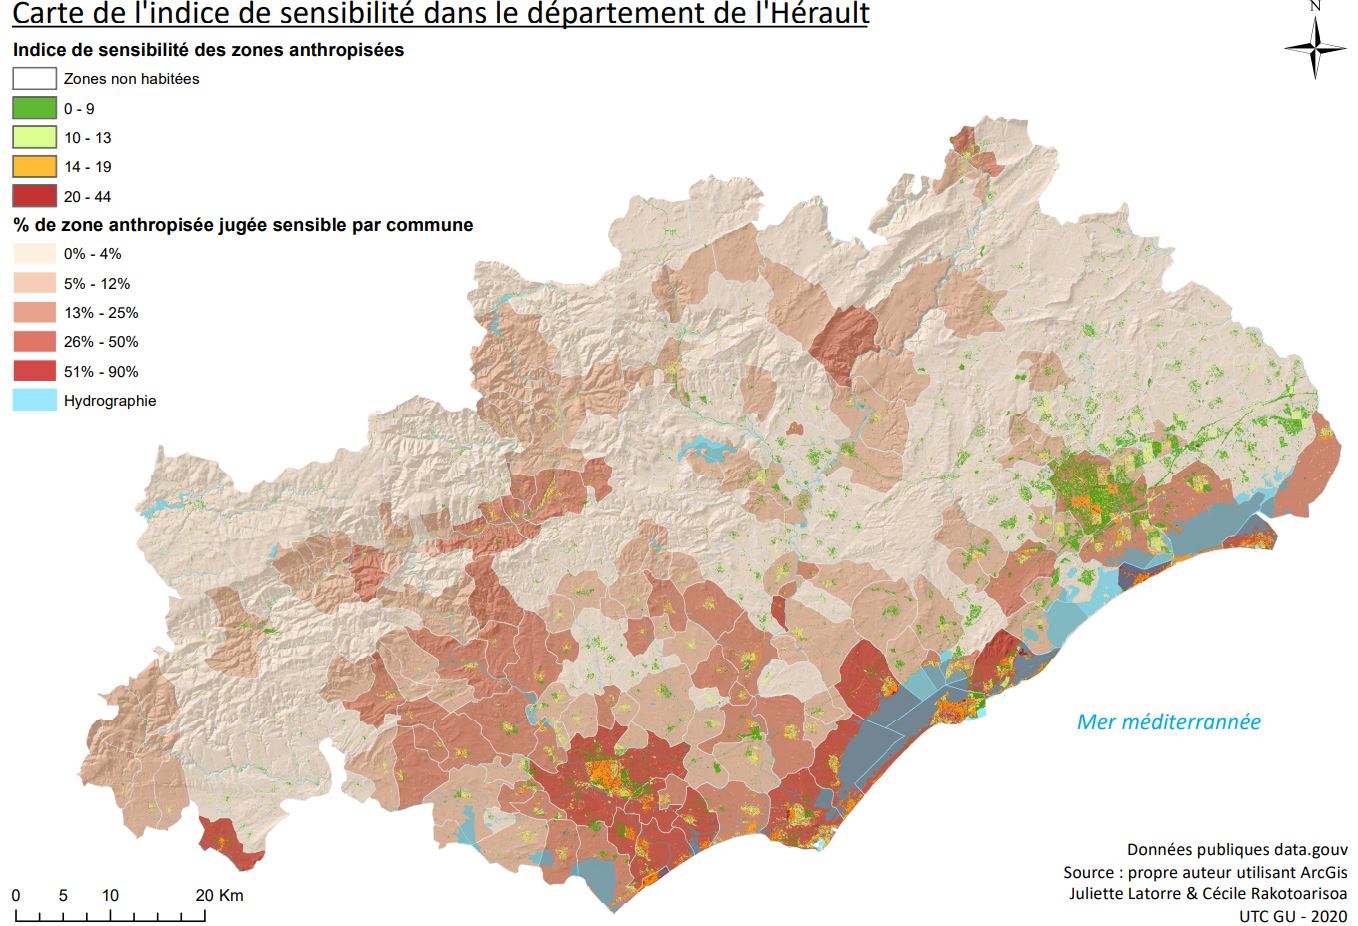 Carte de l'indice de sensibilité dans le département de l'Hérault
N
Indice de sensibilité des zones anthropisées
Zones non habitées
0 - 9
10 - 13
14 - 19
20 - 44
% de zone anthropisée jugée sensible par commune
0% - 4%
5% - 12%
13% - 25%
26% - 50%
51% - 90%
Hydrographie
Mer méditerrannée
Données publiques data.gouv
Source : propre auteur utilisant ArcGis
Juliette Latorre & Cécile Rakotoarisoa
UTC GU - 2020
0 5 10 20 Km